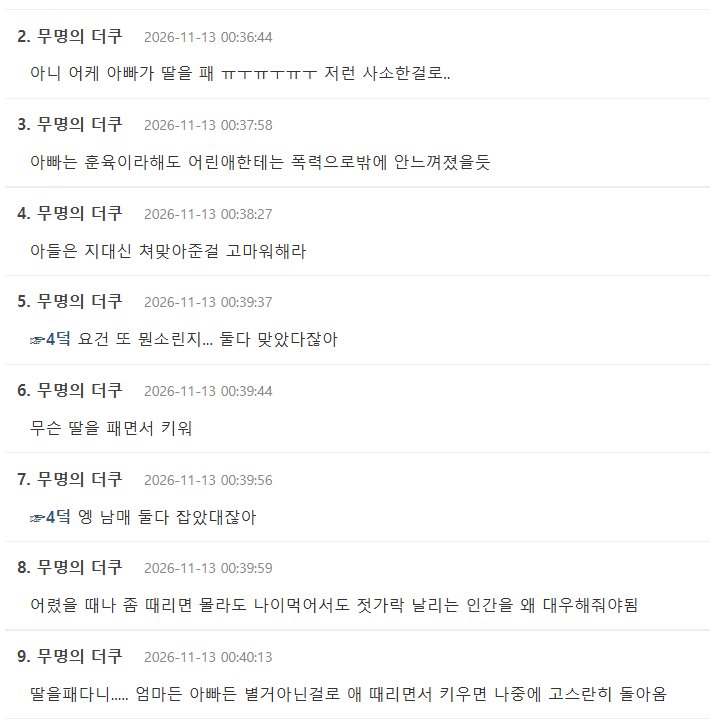 2. 무명의 더쿠 2026-11-13 00:36:44
아니 어케 아빠가 딸을 패 ㅠㅜㅠㅜㅠㅜ 저런 사소한걸로..
3. 무명의 더쿠 2026-11-13 00:37:58
아빠는 훈육이라해도 어린애한테는 폭력으로밖에 안느껴졌을듯
4. 무명의 더쿠 2026-11-13 00:38:27
아들은 지대신 쳐맞아준걸 고마워해라
5. 무명의 더쿠 2026-11-13 00:39:37
☞4덬 요건 또 뭔소린지... 둘다 맞았다잖아
6. 무명의 더쿠 2026-11-13 00:39:44
무슨 딸을 패면서 키워
7. 무명의 더쿠 2026-11-13 00:39:56
☞4덬 엥 남매 둘다 잡았대잖아
8. 무명의 더쿠 2026-11-13 00:39:59
어렸을 때나 좀 때리면 몰라도 나이먹어서도 젓가락 날리는 인간을 왜 대우해줘야됨
9. 무명의 더쿠 2026-11-13 00:40:13
딸을패다니..... 엄마든 아빠든 별거아닌걸로 애 때리면서 키우면 나중에 고스란히 돌아옴